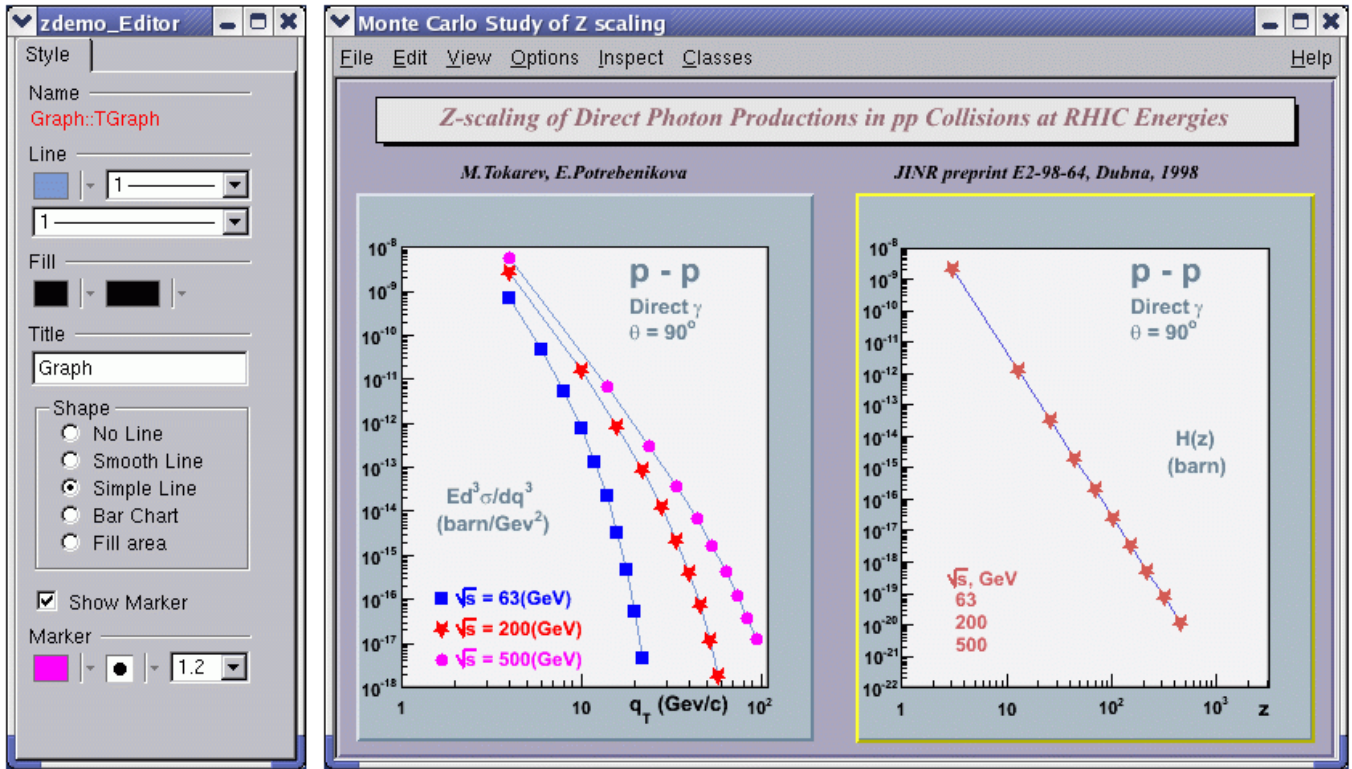 zdemo_Editor
Style
Name
Graph::TGraph
Line
1
1
Fill
Title
Graph
Shape
No Line
Smooth Line
Simple Line
Bar Chart
Fill area
Show Marker
Marker
1.2
Monte Carlo Study of Z scaling
File Edit View Options Inspect Classes Help
Z-scaling of Direct Photon Productions in pp Collisions at RHIC Energies
M.Tokarev, E.Potrebenikova
JINR preprint E2-98-64, Dubna, 1998
10⁻⁸
10⁻⁹
10⁻¹⁰
10⁻¹¹
10⁻¹²
10⁻¹³
10⁻¹⁴
10⁻¹⁵
10⁻¹⁶
10⁻¹⁷
10⁻¹⁸
p - p
Direct γ
θ = 90°
Ed³σ/dq³
(barn/Gev²)
√s = 63(GeV)
√s = 200(GeV)
√s = 500(GeV)
1 10 q_T (Gev/c) 10²
10⁻⁸
10⁻⁹
10⁻¹⁰
10⁻¹¹
10⁻¹²
10⁻¹³
10⁻¹⁴
10⁻¹⁵
10⁻¹⁶
10⁻¹⁷
10⁻¹⁸
10⁻¹⁹
10⁻²⁰
10⁻²¹
10⁻²²
p - p
Direct γ
θ = 90°
H(z)
(barn)
√s, GeV
63
200
500
1 10 10² 10³ z